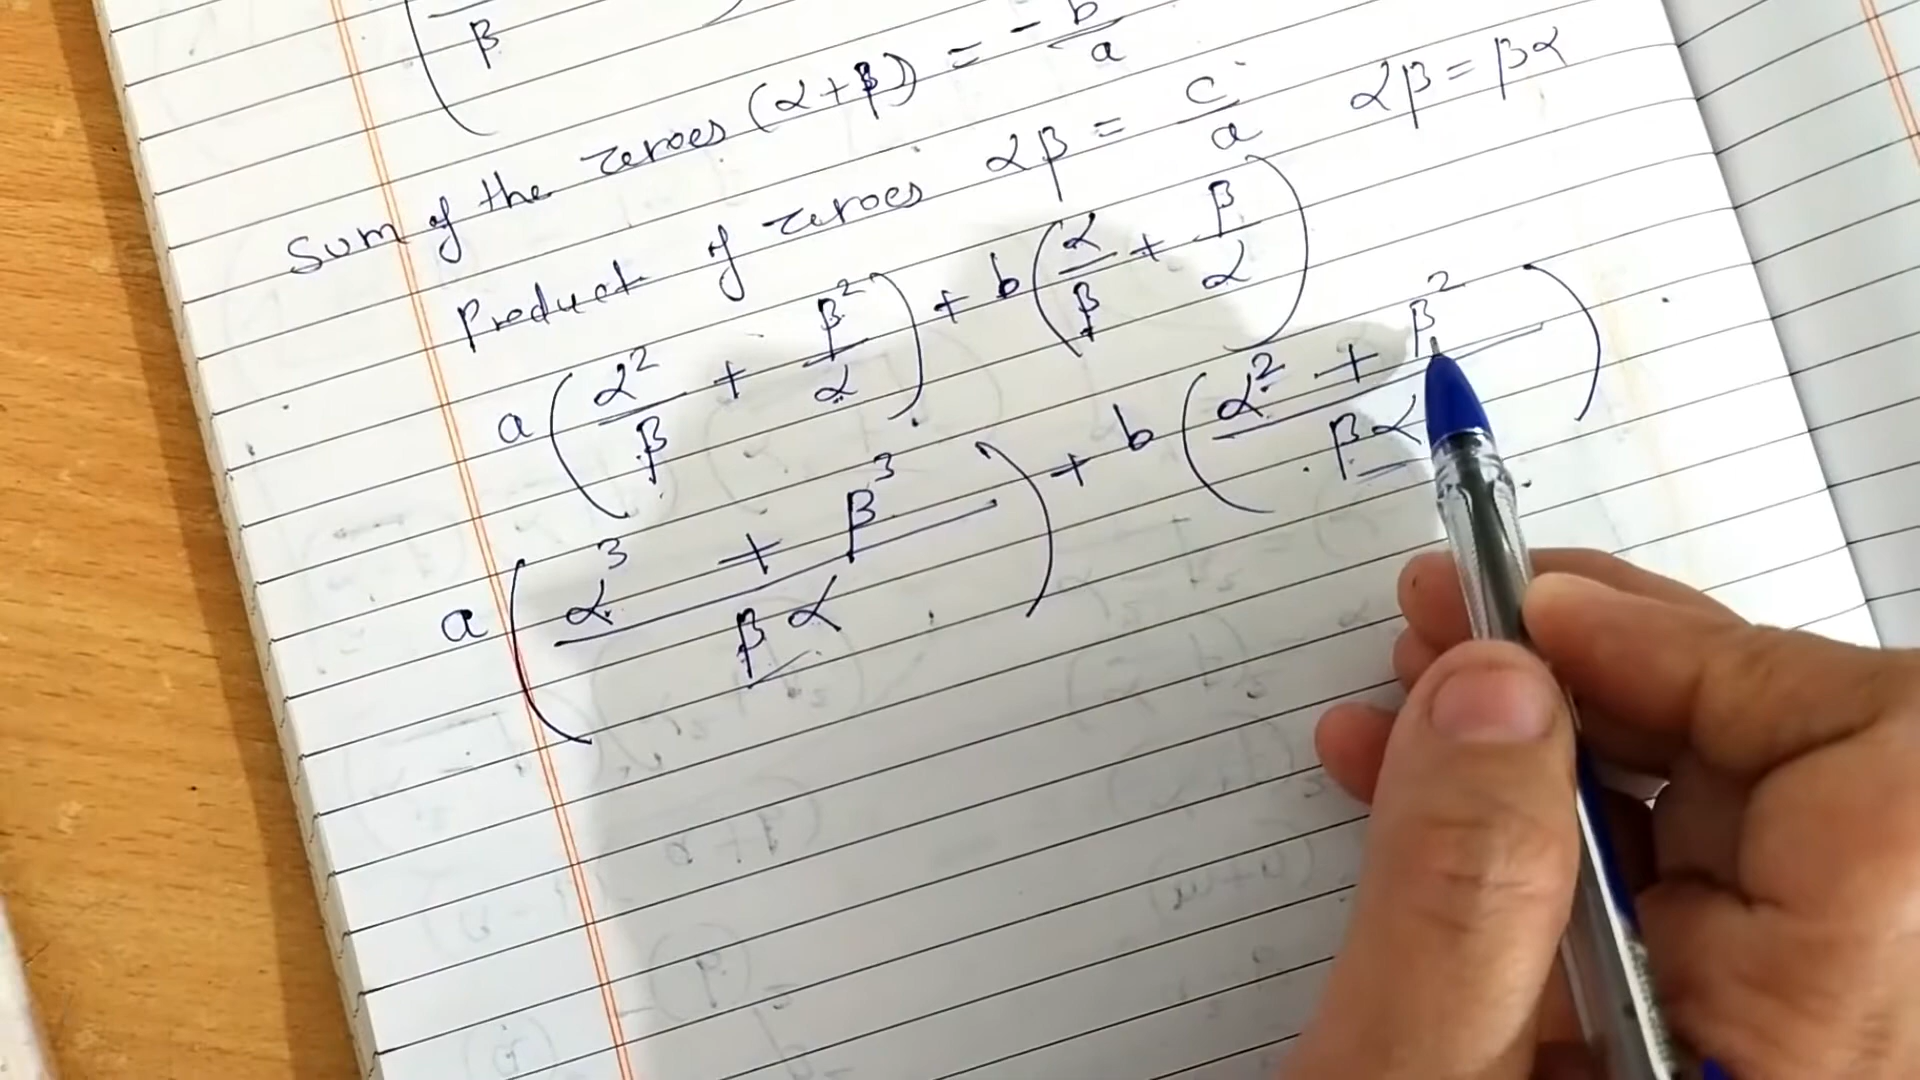 β
Sum of the zeroes (α+β) = -b/a
Product of zeroes αβ = c/a αβ = βα
a(α²/β + β²/α) + b(α/β + β/α)
a(α³ + β³/βα) + b(α² + β²/βα)